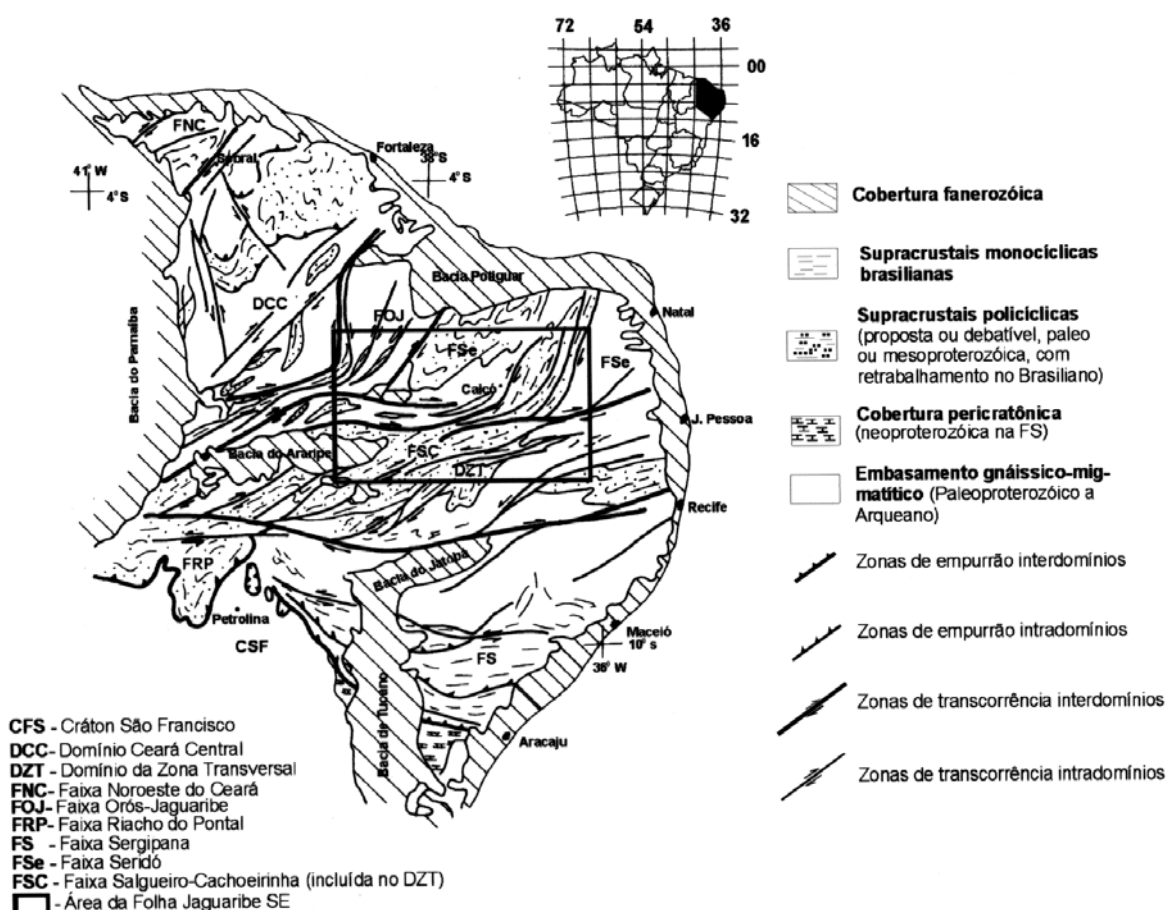 72 54 36
00
16
32
FNC
Sobral
Fortaleza
41° W
4° S
38° S
4° S
Bacia Potiguar
DCC
FOJ
Natal
FSe
FSe
Caicó
Bacia do Parnaíba
J. Pessoa
Bacia do Araripe
FSC
DZT
Recife
FRP
Bacia do Jatobá
Petrolina
CSF
Maceió
10° s
36° W
FS
Bacia de Tucano
Aracaju
Cobertura fanerozóica
Supracrustais monocíclicas
brasilianas
Supracrustais policíclicas
(proposta ou debatível, paleo
ou mesoproterozóica, com
retrabalhamento no Brasiliano)
Cobertura pericratônica
(neoproterozóica na FS)
Embasamento gnáissico-mig-
matítico (Paleoproterozóico a
Arqueano)
Zonas de empurrão interdomínios
Zonas de empurrão intradomínios
Zonas de transcorrência interdomínios
Zonas de transcorrência intradomínios
CFS - Cráton São Francisco
DCC- Domínio Ceará Central
DZT - Domínio da Zona Transversal
FNC- Faixa Noroeste do Ceará
FOJ- Faixa Orós-Jaguaribe
FRP- Faixa Riacho do Pontal
FS - Faixa Sergipana
FSe - Faixa Seridó
FSC - Faixa Salgueiro-Cachoeirinha (incluída no DZT)
- Área da Folha Jaguaribe SE